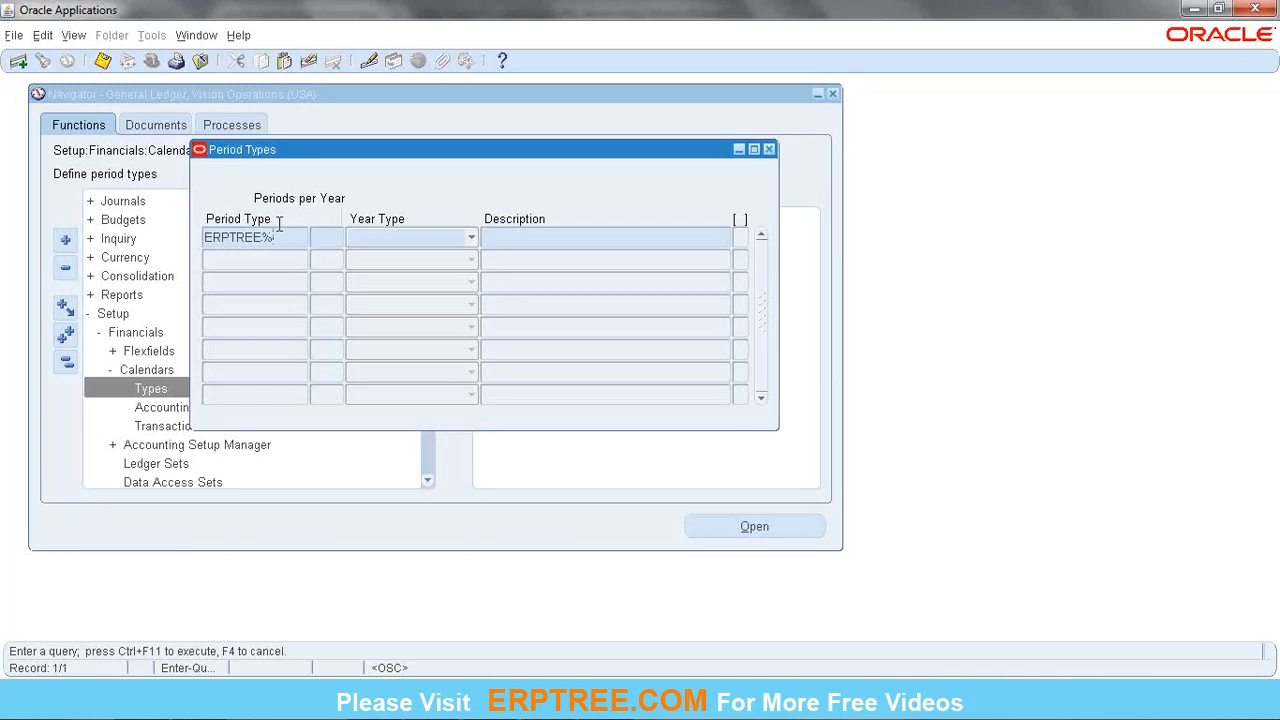 Oracle Applications
File Edit View Folder Tools Window Help
ORACLE
Navigator - General Ledger, Vision Operations (USA)
Functions Documents Processes
Setup:Financials:Calenda
Period Types
Define period types
Periods per Year
+ Journals
Period Type Year Type Description [ ]
+ Budgets
ERPTREE%
+ Inquiry
+ Currency
+ Consolidation
+ Reports
- Setup
- Financials
+ Flexfields
- Calendars
Types
Accountin
Transactio
+ Accounting Setup Manager
Ledger Sets
Data Access Sets
Open
Enter a query; press Ctrl+F11 to execute, F4 to cancel.
Record: 1/1 Enter-Qu... <OSC>
Please Visit ERPTREE.COM For More Free Videos